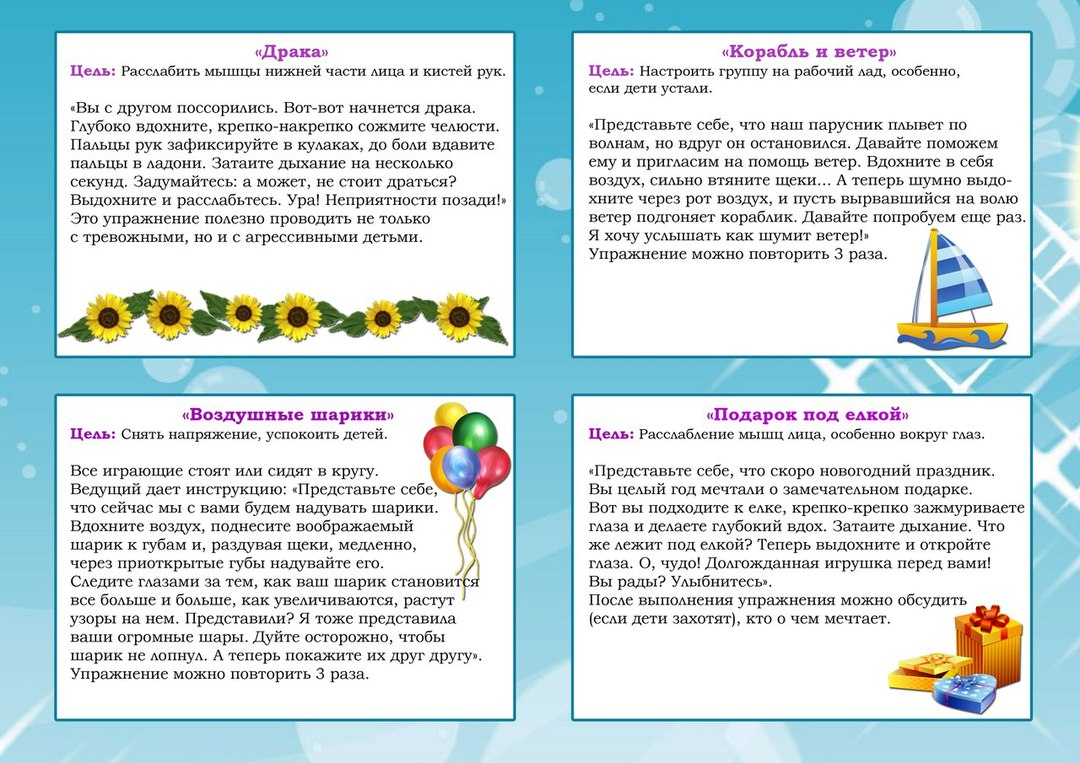 «Драка»
Цель: Расслабить мышцы нижней части лица и кистей рук.
«Вы с другом поссорились. Вот-вот начнется драка.
Глубоко вдохните, крепко-накрепко сожмите челюсти.
Пальцы рук зафиксируйте в кулаках, до боли вдавите
пальцы в ладони. Затаите дыхание на несколько
секунд. Задумайтесь: а может, не стоит драться?
Выдохните и расслабьтесь. Ура! Неприятности позади!»
Это упражнение полезно проводить не только
с тревожными, но и с агрессивными детьми.
«Корабль и ветер»
Цель: Настроить группу на рабочий лад, особенно,
если дети устали.
«Представьте себе, что наш парусник плывет по
волнам, но вдруг он остановился. Давайте поможем
ему и пригласим на помощь ветер. Вдохните в себя
воздух, сильно втяните щеки... А теперь шумно выдо-
хните через рот воздух, и пусть вырвавшийся на волю
ветер подгоняет кораблик. Давайте попробуем еще раз.
Я хочу услышать как шумит ветер!»
Упражнение можно повторить 3 раза.
«Воздушные шарики»
Цель: Снять напряжение, успокоить детей.
Все играющие стоят или сидят в кругу.
Ведущий дает инструкцию: «Представьте себе,
что сейчас мы с вами будем надувать шарики.
Вдохните воздух, поднесите воображаемый
шарик к губам и, раздувая щеки, медленно,
через приоткрытые губы надувайте его.
Следите глазами за тем, как ваш шарик становится
все больше и больше, как увеличиваются, растут
узоры на нем. Представили? Я тоже представила
ваши огромные шары. Дуйте осторожно, чтобы
шарик не лопнул. А теперь покажите их друг другу».
Упражнение можно повторить 3 раза.
«Подарок под елкой»
Цель: Расслабление мышц лица, особенно вокруг глаз.
«Представьте себе, что скоро новогодний праздник.
Вы целый год мечтали о замечательном подарке.
Вот вы подходите к елке, крепко-крепко зажмуриваете
глаза и делаете глубокий вдох. Затаите дыхание. Что
же лежит под елкой? Теперь выдохните и откройте
глаза. О, чудо! Долгожданная игрушка перед вами!
Вы рады? Улыбнитесь».
После выполнения упражнения можно обсудить
(если дети захотят), кто о чем мечтает.